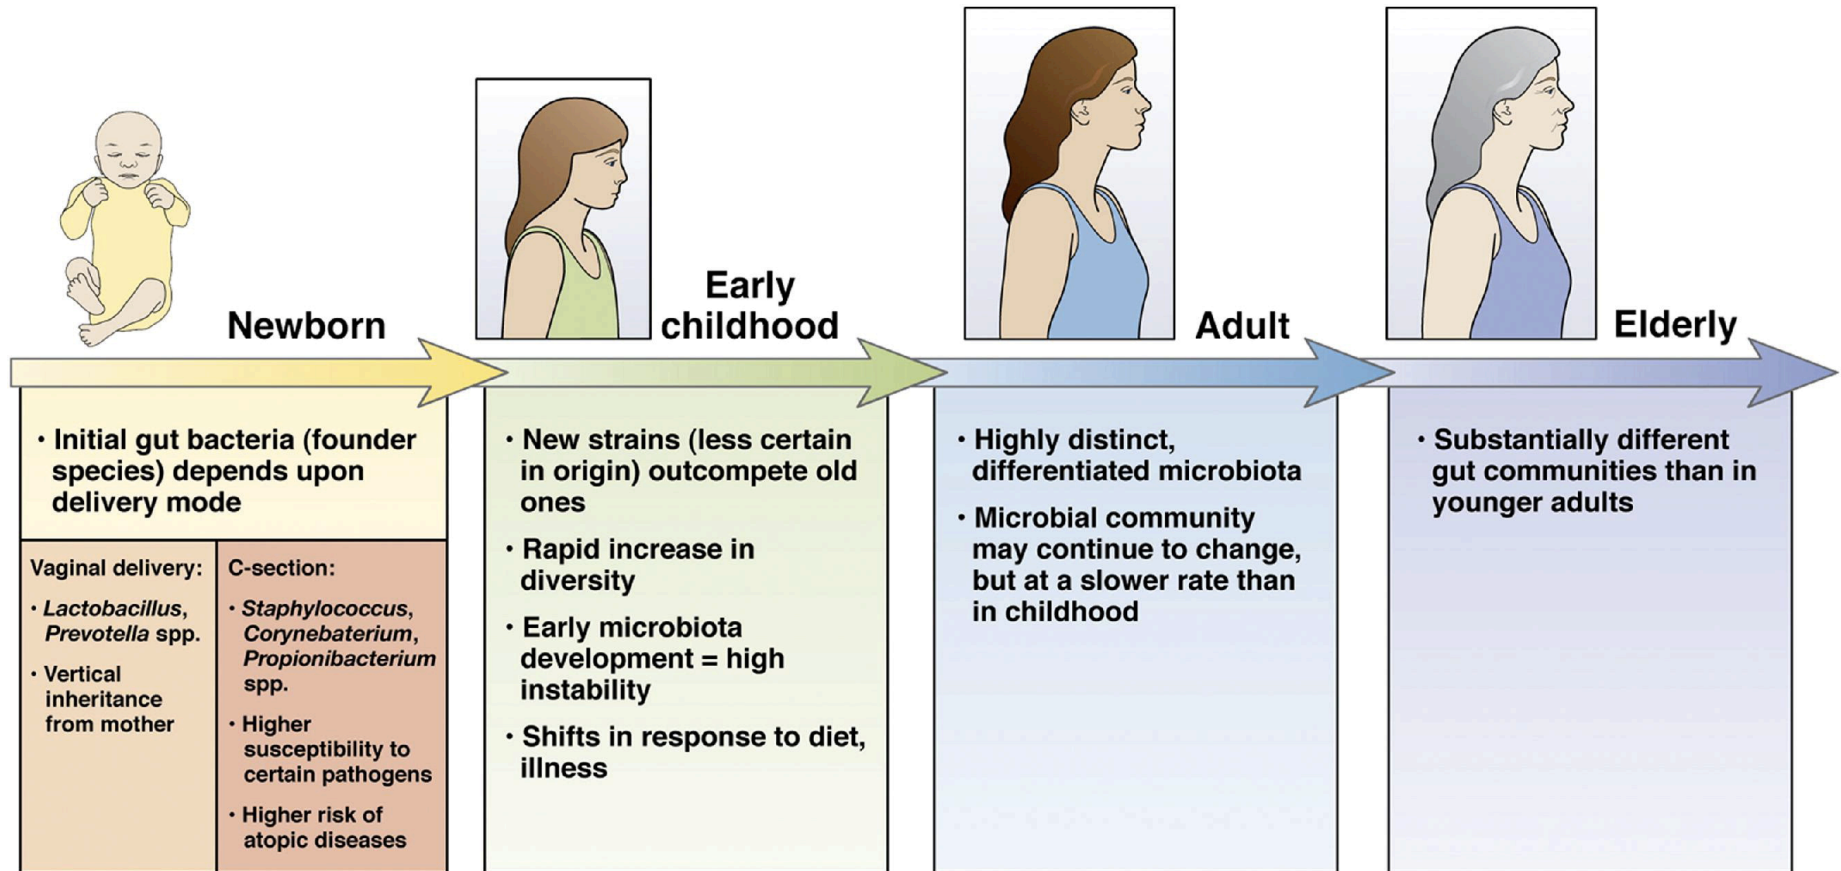 Newborn
Early
childhood
Adult
Elderly
· Initial gut bacteria (founder
species) depends upon
delivery mode
Vaginal delivery:
· Lactobacillus,
Prevotella spp.
· Vertical
inheritance
from mother
C-section:
· Staphylococcus,
Corynebaterium,
Propionibacterium
spp.
· Higher
susceptibility to
certain pathogens
· Higher risk of
atopic diseases
· New strains (less certain
in origin) outcompete old
ones
· Rapid increase in
diversity
· Early microbiota
development = high
instability
· Shifts in response to diet,
illness
· Highly distinct,
differentiated microbiota
· Microbial community
may continue to change,
but at a slower rate than
in childhood
· Substantially different
gut communities than in
younger adults